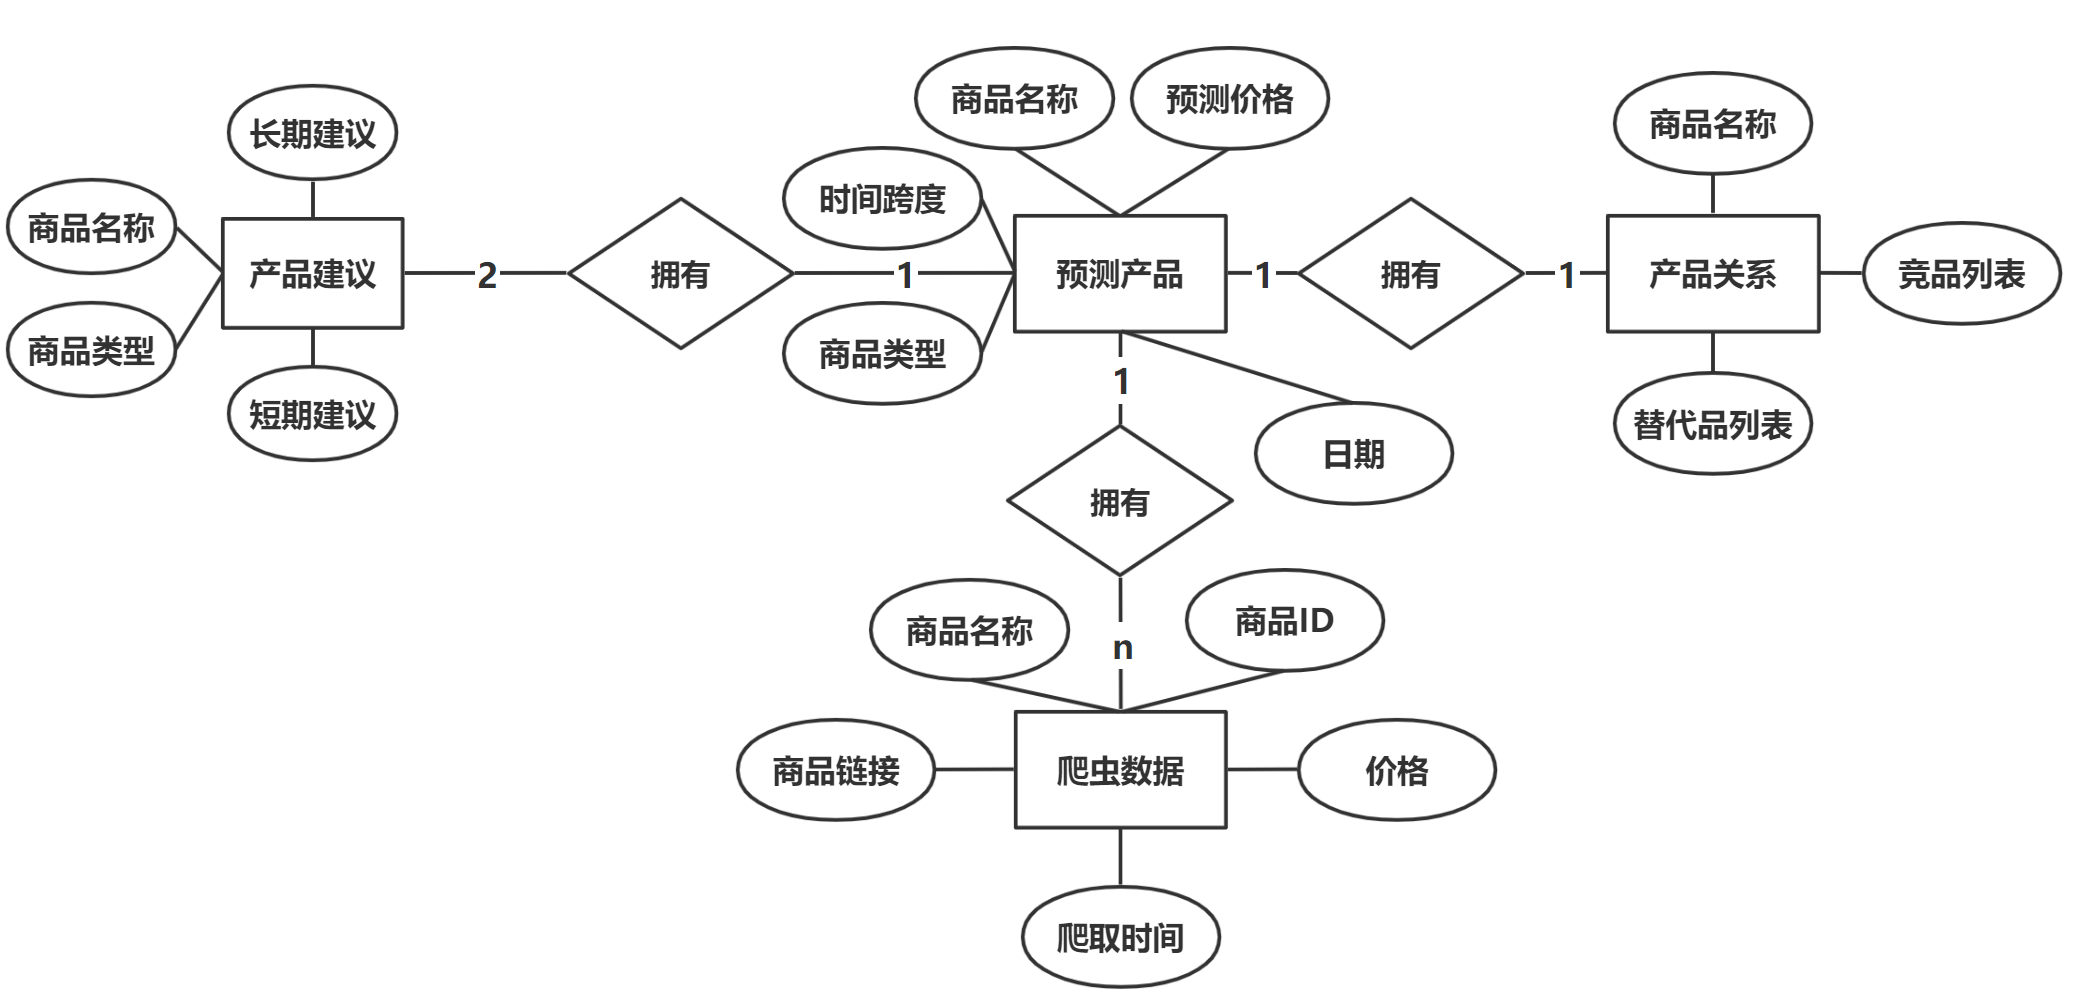 商品名称
预测价格
长期建议
商品名称
时间跨度
商品名称
产品建议
2
拥有
1
预测产品
1
拥有
1
产品关系
竞品列表
商品类型
商品类型
1
短期建议
日期
替代品列表
拥有
商品名称
n
商品ID
商品链接
爬虫数据
价格
爬取时间